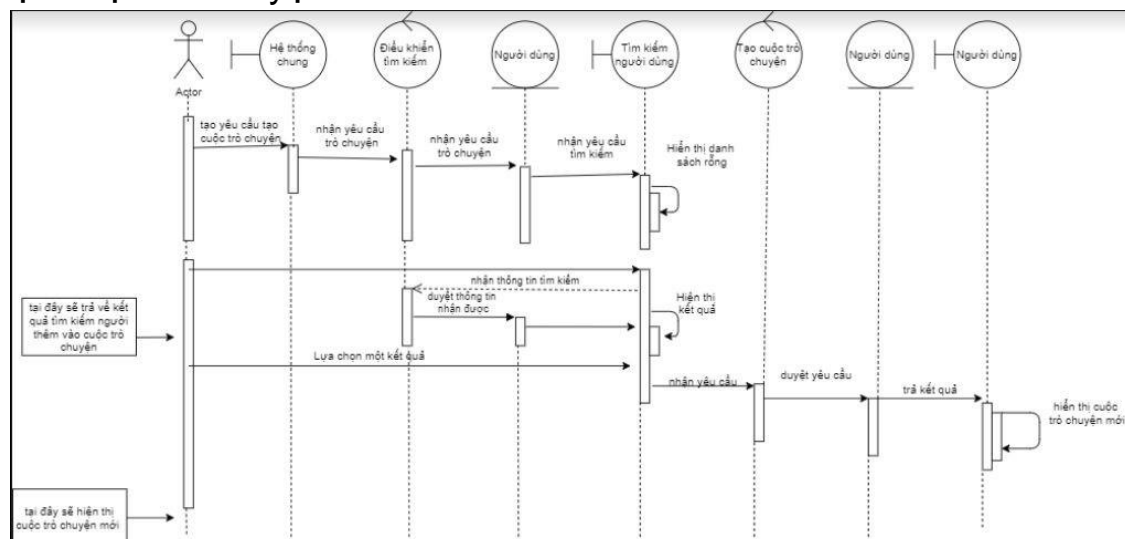 Hệ thống
chung
Điều khiển
tìm kiếm
Người dùng
Tìm kiếm
người dùng
Tạo cuộc trò
chuyện
Người dùng
Người dùng
Actor
tạo yêu cầu tạo
cuộc trò chuyện
nhận yêu cầu
trò chuyện
nhận yêu cầu
trò chuyện
nhận yêu cầu
tìm kiếm
Hiển thị danh
sách rỗng
nhận thông tin tìm kiếm
duyệt thông tin
nhận được
Hiện thị
kết quả
tại đây sẽ trả về kết
quả tìm kiếm người
thêm vào cuộc trò
chuyện
Lựa chọn một kết quả
nhận yêu cầu
duyệt yêu cầu
trả kết quả
hiển thị cuộc
trò chuyện mới
tại đây sẽ hiện thị
cuộc trò chuyện mới